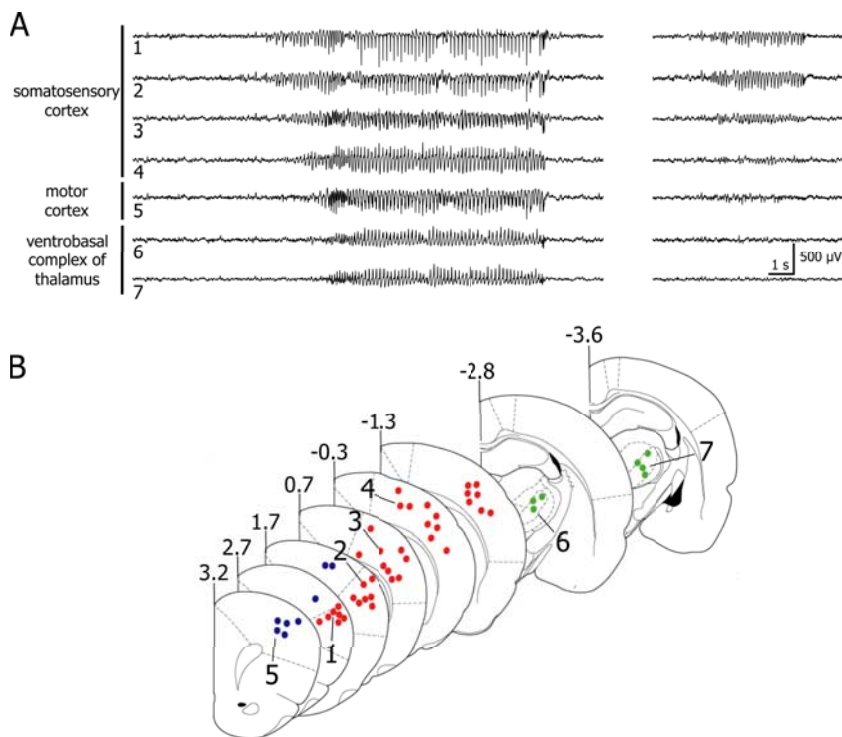 A
1
2
somatosensory
cortex
3
4
motor
cortex
5
ventrobasal
complex of
thalamus
6
7
1 s
500 µV
B
-3.6
-2.8
-1.3
-0.3
0.7
1.7
2.7
3.2
4
3
2
1
5
6
7